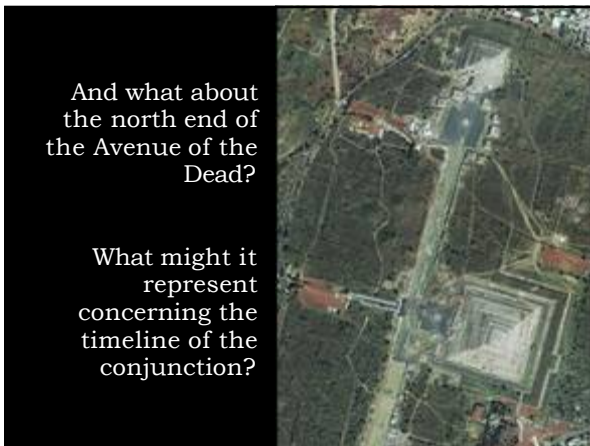 And what about
the north end of
the Avenue of the
Dead?
What might it
represent
concerning the
timeline of the
conjunction?